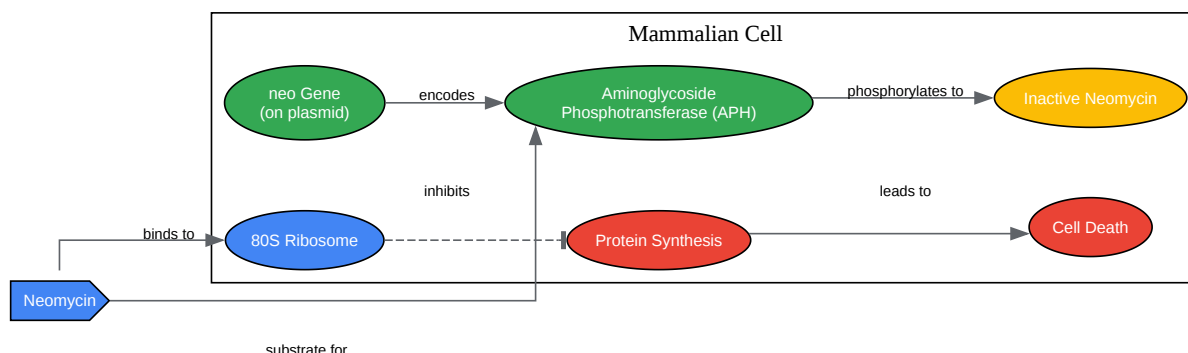 Mammalian Cell
neo Gene
(on plasmid)
encodes
Aminoglycoside
Phosphotransferase (APH)
phosphorylates to
Inactive Neomycin
inhibits
leads to
binds to
80S Ribosome
Protein Synthesis
Cell Death
Neomycin
substrate for